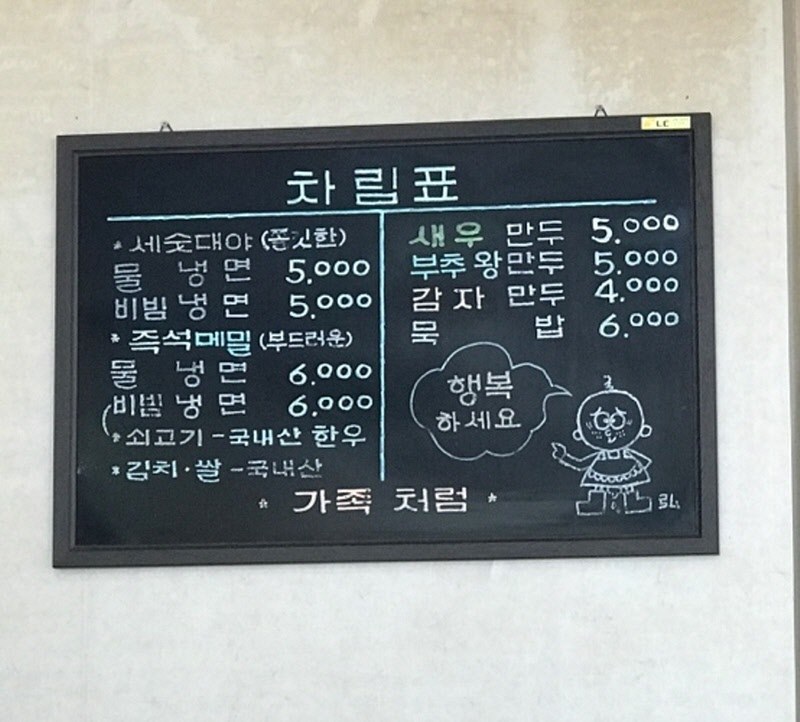 LC
차림표
* 세숫대야 (쫄깃한)
물 냉면 5.000
비빔 냉면 5.000
* 즉석메밀 (부드러운)
물 냉면 6.000
비빔 냉면 6.000
* 쇠고기 - 국내산 한우
* 김치 · 쌀 - 국내산
새우 만두 5.000
부추 왕만두 5.000
감자 만두 4.000
묵 밥 6.000
행복
하세요
* 가족 처럼 *